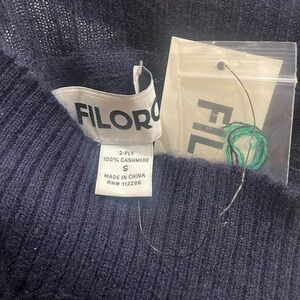 FILORO
2-PLY
100% CASHMERE
S
MADE IN CHINA
RN# 113286
FIL